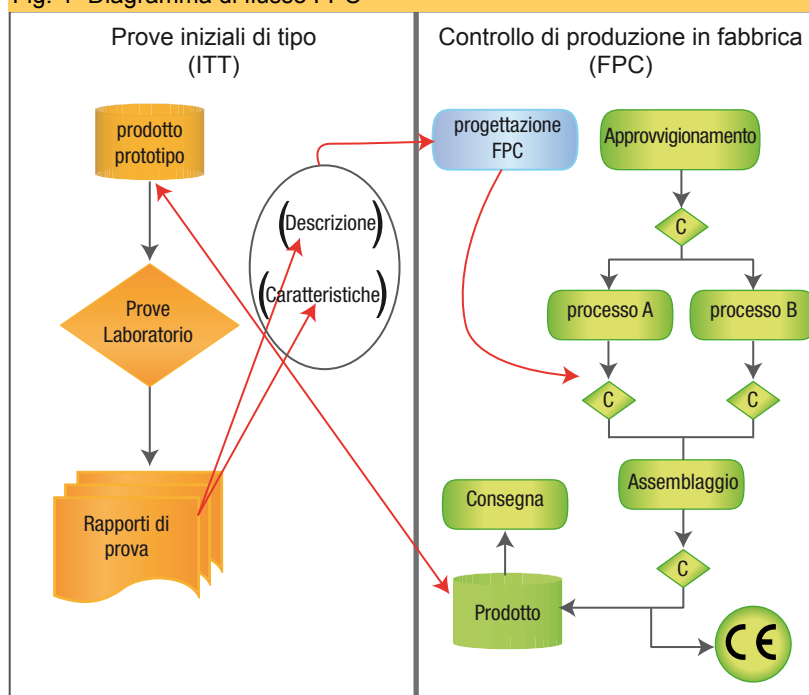 Fig. 4 Diagramma di flusso FPC
Prove iniziali di tipo
(ITT)
prodotto
prototipo
(Descrizione)
(Caratteristiche)
Prove
Laboratorio
Rapporti di
prova
Controllo di produzione in fabbrica
(FPC)
progettazione
FPC
Approvvigionamento
C
processo A
processo B
C
C
Assemblaggio
Consegna
C
Prodotto
CE